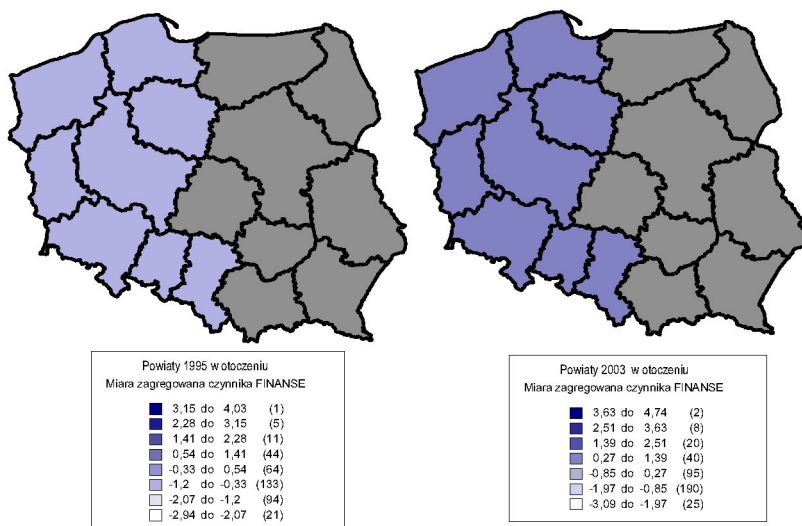 Powiaty 1995 w otoczeniu
Miara zagregowana czynnika FINANSE
3,15 do 4,03 (1)
2,28 do 3,15 (5)
1,41 do 2,28 (11)
0,54 do 1,41 (44)
-0,33 do 0,54 (64)
-1,2 do -0,33 (133)
-2,07 do -1,2 (94)
-2,94 do -2,07 (21)
Powiaty 2003 w otoczeniu
Miara zagregowana czynnika FINANSE
3,63 do 4,74 (2)
2,51 do 3,63 (8)
1,39 do 2,51 (20)
0,27 do 1,39 (40)
-0,85 do 0,27 (95)
-1,97 do -0,85 (190)
-3,09 do -1,97 (25)